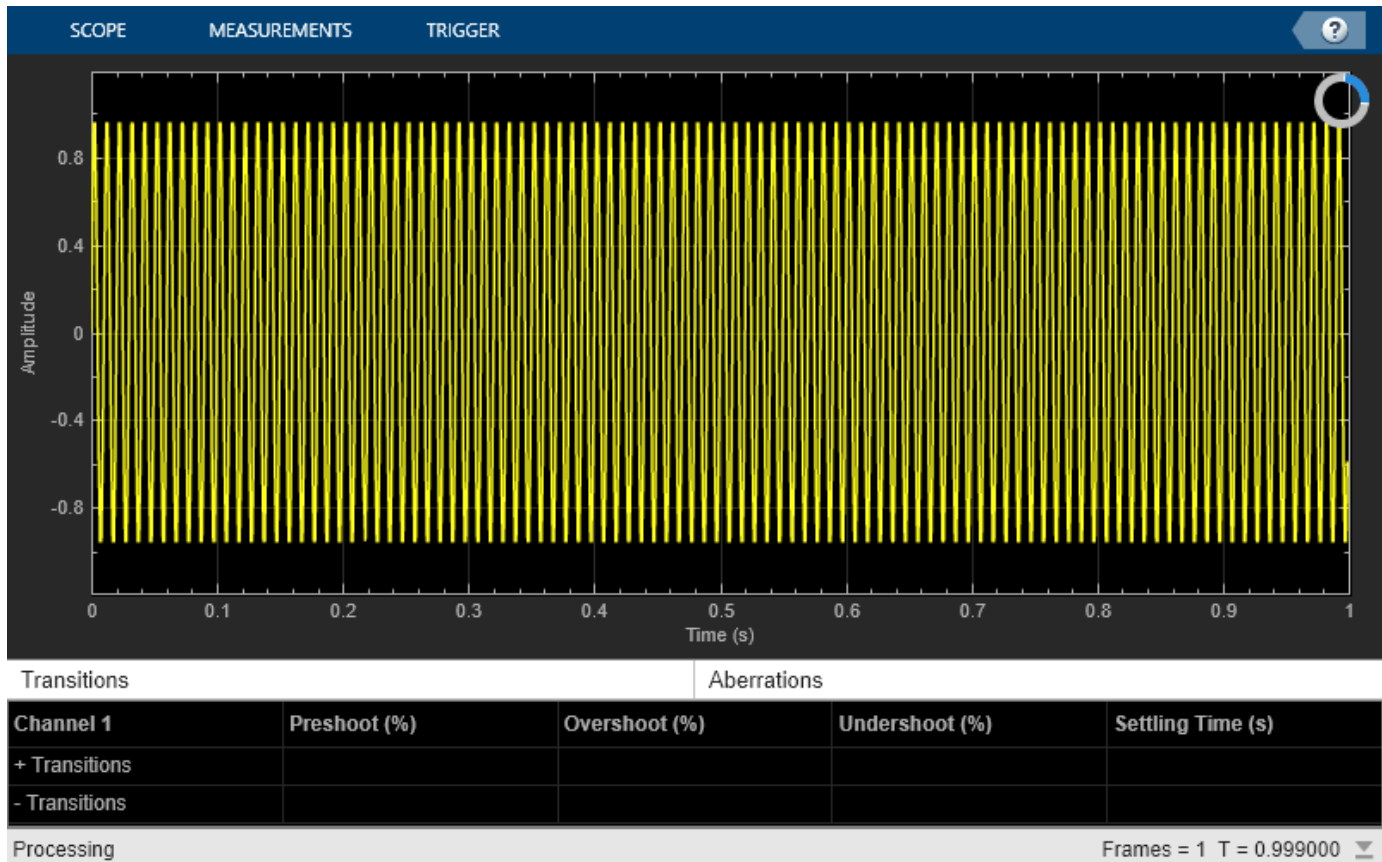 SCOPE MEASUREMENTS TRIGGER ?
0.8
0.4
0
-0.4
-0.8
Amplitude
0 0.1 0.2 0.3 0.4 0.5 0.6 0.7 0.8 0.9 1
Time (s)
Transitions Aberrations
Channel 1 Preshoot (%) Overshoot (%) Undershoot (%) Settling Time (s)
+ Transitions
- Transitions
Processing Frames = 1 T = 0.999000